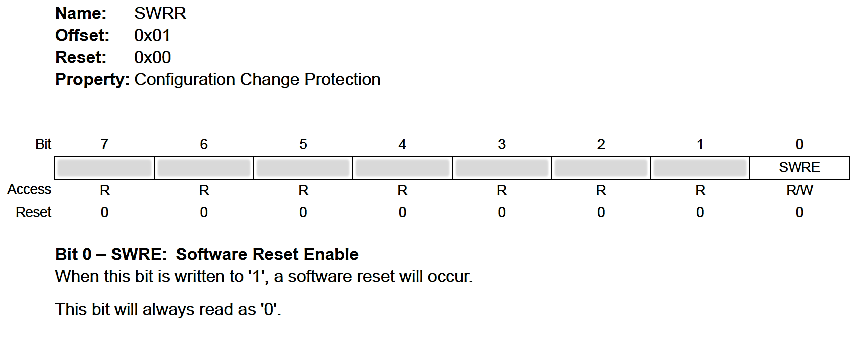 Name: SWRR
Offset: 0x01
Reset: 0x00
Property: Configuration Change Protection
Bit 7 6 5 4 3 2 1 0
SWRE
Access R R R R R R R R/W
Reset 0 0 0 0 0 0 0 0
Bit 0 – SWRE: Software Reset Enable
When this bit is written to '1', a software reset will occur.
This bit will always read as '0'.